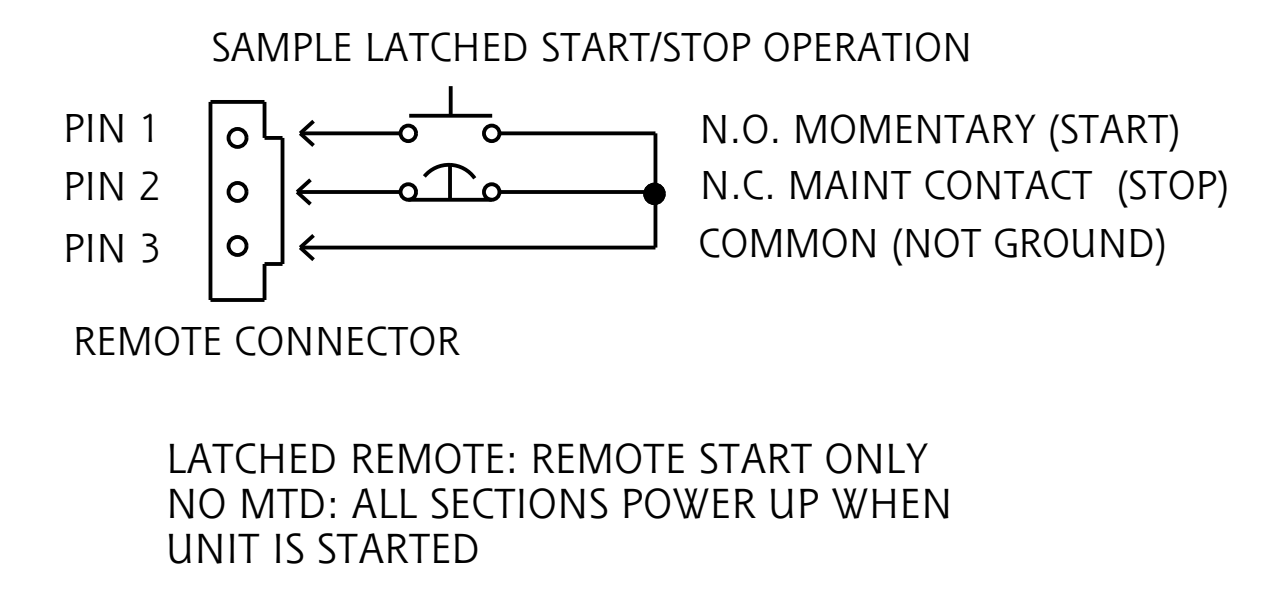 SAMPLE LATCHED START/STOP OPERATION
PIN 1 N.O. MOMENTARY (START)
PIN 2 N.C. MAINT CONTACT (STOP)
PIN 3 COMMON (NOT GROUND)
REMOTE CONNECTOR
LATCHED REMOTE: REMOTE START ONLY
NO MTD: ALL SECTIONS POWER UP WHEN
UNIT IS STARTED